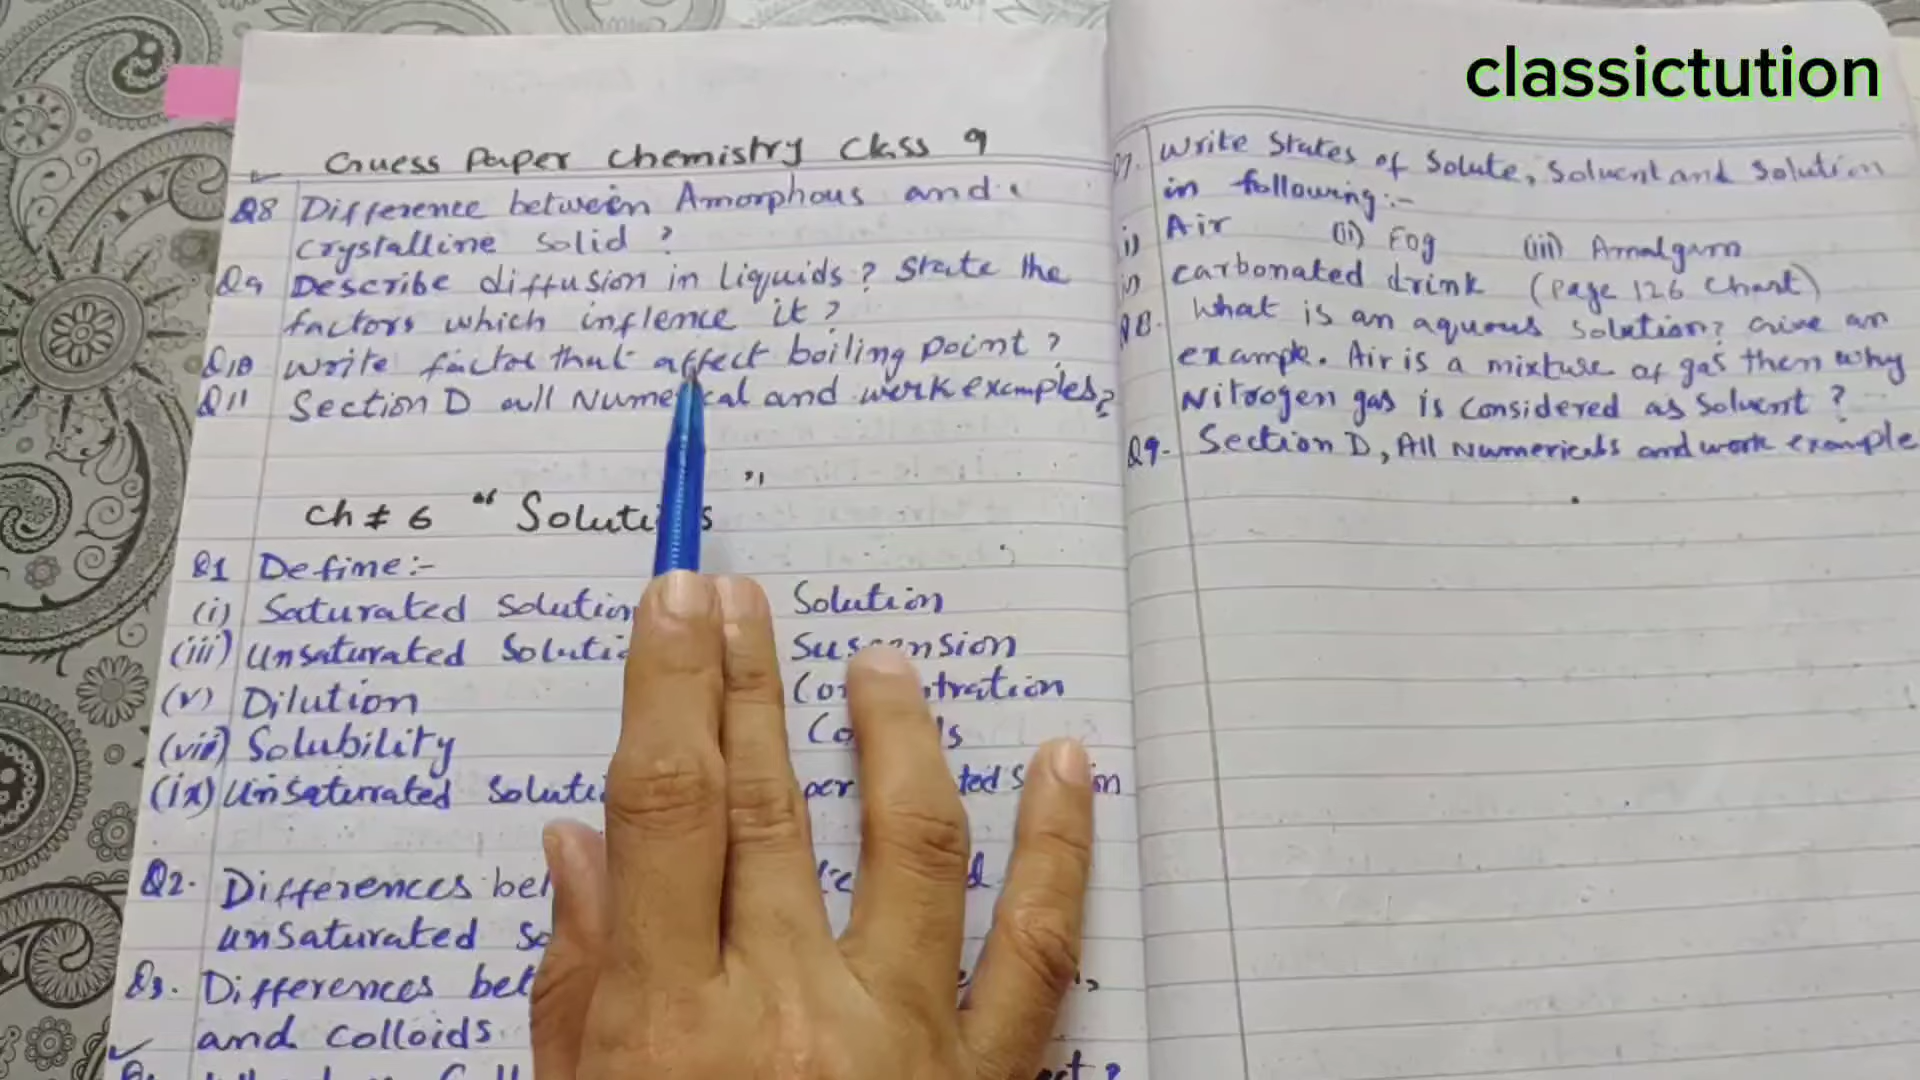 classictution
Guess Paper Chemistry Class 9
Q8 Difference between Amorphous and
Crystalline Solid ?
Q9 Describe diffusion in liquids ? State the
factors which inflence it ?
Q10 Write factor that affect boiling point ?
Q11 Section D all Numerical and werk examples ?
Ch # 6 "Solutions"
Q1 Define:-
(i) Saturated Solution Solution
(iii) Unsaturated Suspension
(v) Dilution
(vii) Solubility
(ix) Unsaturated
Q2. Differences
unsaturated
Q3. Differences
and colloids.
Q7. Write States of Solute, Solvent and Solution
in following:-
i) Air (ii) Fog (iii) Amalgam
carbonated drink (Page 126 Chart)
Q8. What is an aquous Solution? Give an
example. Air is a mixture of gas then why
Nitrogen gas is Considered as Solvent ?
Q9. Section D, All Numericals and work example